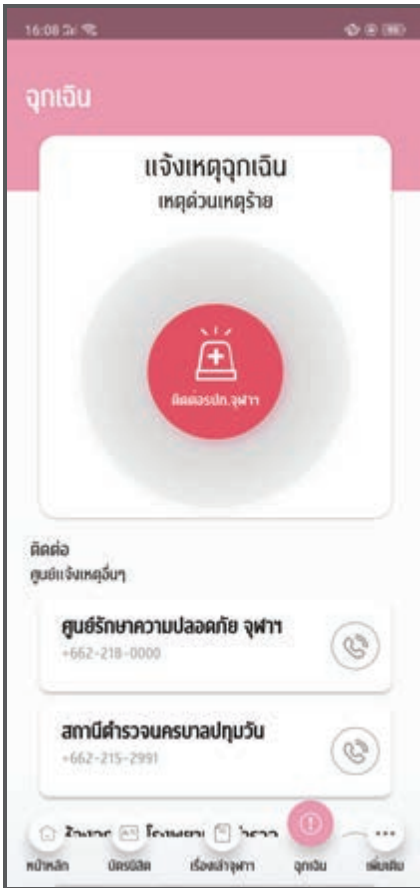 16:08
ฉุกเฉิน
แจ้งเหตุฉุกเฉิน
เหตุด่วนเหตุร้าย
ติดต่อรปภ.จุฬาฯ
ติดต่อ
ศูนย์แจ้งเหตุอื่นๆ
ศูนย์รักษาความปลอดภัย จุฬาฯ
+662-218-0000
สถานีตำรวจนครบาลปทุมวัน
+662-215-2991
หน้าหลัก บัตรนิสิต เรื่องเล่าจุฬาฯ ฉุกเฉิน เพิ่มเติม